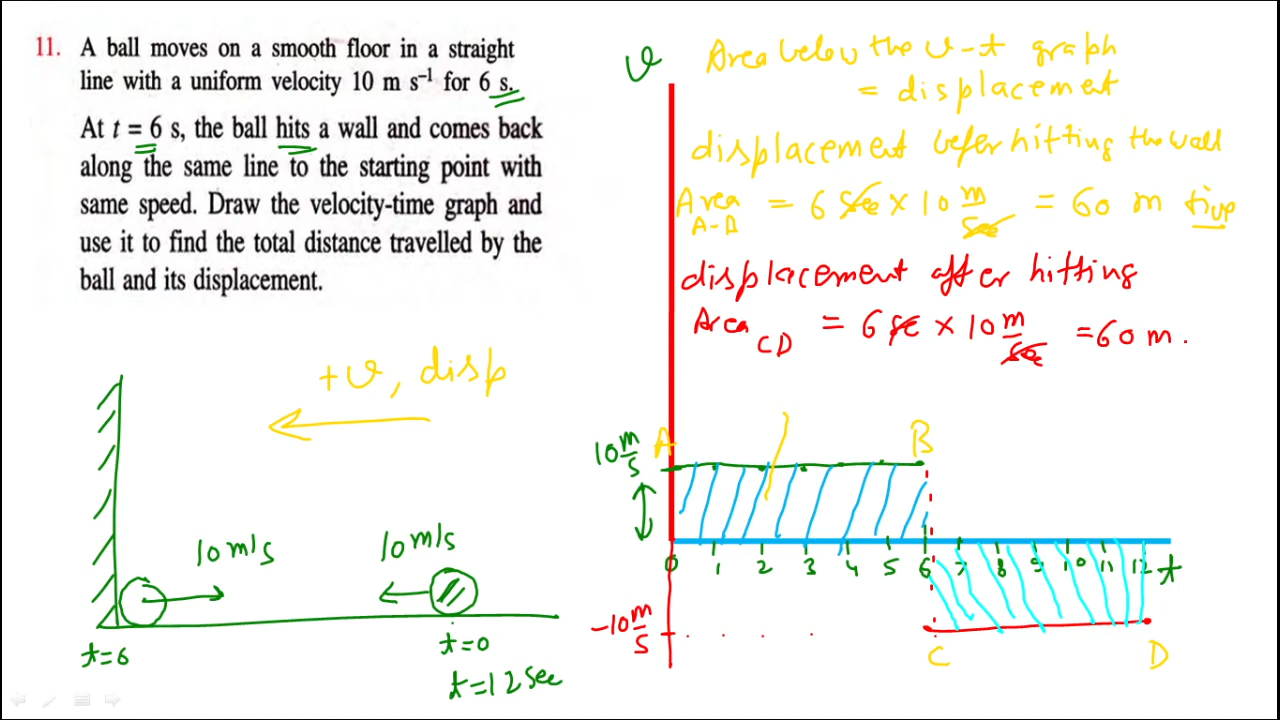 11. A ball moves on a smooth floor in a straight
line with a uniform velocity 10 m s⁻¹ for 6 s.
At t = 6 s, the ball hits a wall and comes back
along the same line to the starting point with
same speed. Draw the velocity-time graph and
use it to find the total distance travelled by the
ball and its displacement.
v
Area below the v-t graph
= displacement
displacement befer hitting the wall
Area A-B = 6 sec × 10 m/sec = 60 m +ive
displacement after hitting
Area CD = 6 se × 10 m/se = 60 m.
+v, disp
10 m/s
10 m/s
t=6
t=0
t=12sec
10 m/s
A
B
0 1 2 3 4 5 6 7 8 9 10 11 12 t
-10 m/s
C
D